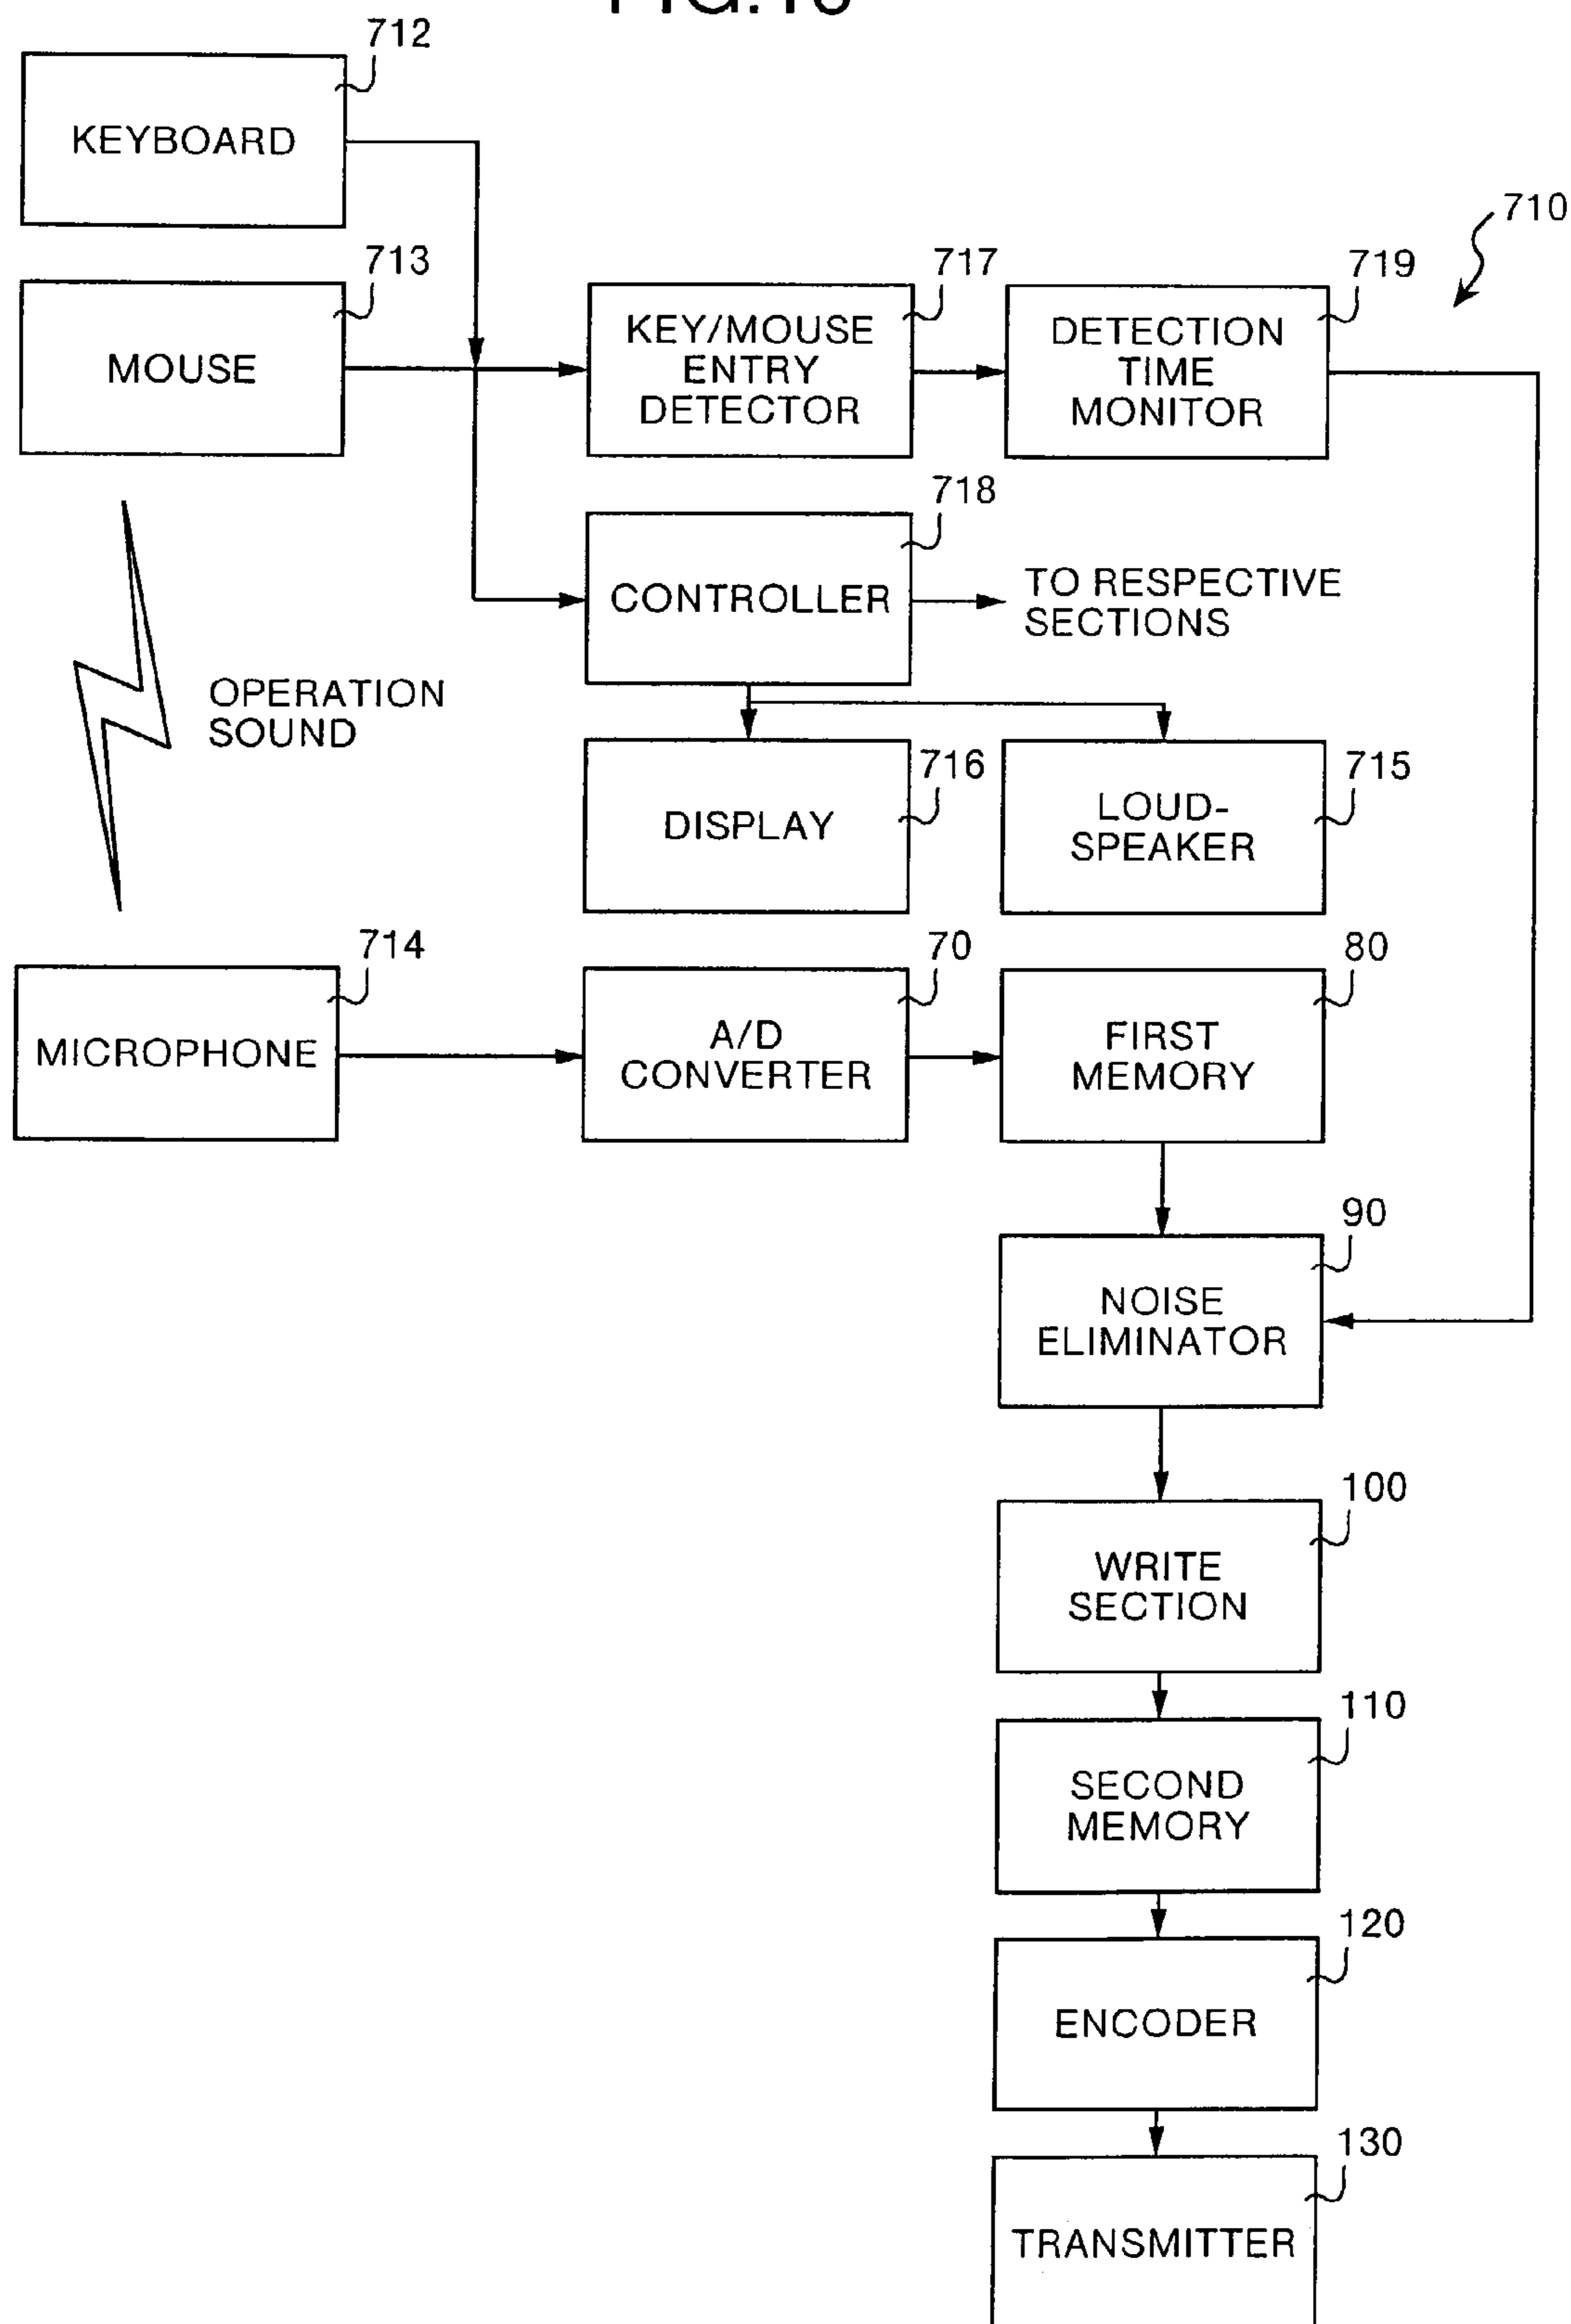 712
KEYBOARD
710
713
MOUSE
717
KEY/MOUSE
ENTRY
DETECTOR
719
DETECTION
TIME
MONITOR
718
CONTROLLER
TO RESPECTIVE
SECTIONS
OPERATION
SOUND
716
DISPLAY
715
LOUD-
SPEAKER
714
MICROPHONE
70
A/D
CONVERTER
80
FIRST
MEMORY
90
NOISE
ELIMINATOR
100
WRITE
SECTION
110
SECOND
MEMORY
120
ENCODER
130
TRANSMITTER